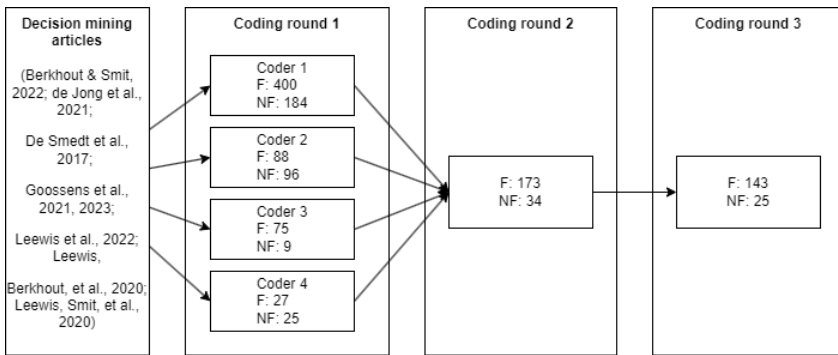 Decision mining
articles
(Berkhout & Smit,
2022; de Jong et al.,
2021;
De Smedt et al.,
2017;
Goossens et al.,
2021, 2023;
Leewis et al., 2022;
Leewis,
Berkhout, et al., 2020;
Leewis, Smit, et al.,
2020)
Coding round 1
Coder 1
F: 400
NF: 184
Coder 2
F: 88
NF: 96
Coder 3
F: 75
NF: 9
Coder 4
F: 27
NF: 25
Coding round 2
F: 173
NF: 34
Coding round 3
F: 143
NF: 25